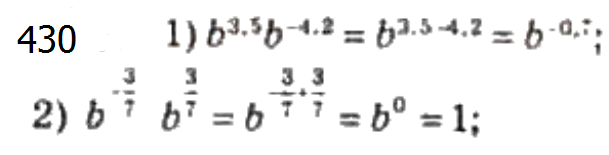 430 1) b^3.5 b^-4.2 = b^3.5-4.2 = b^-0.7;
2) b^-3/7 b^3/7 = b^-3/7+3/7 = b^0 = 1;